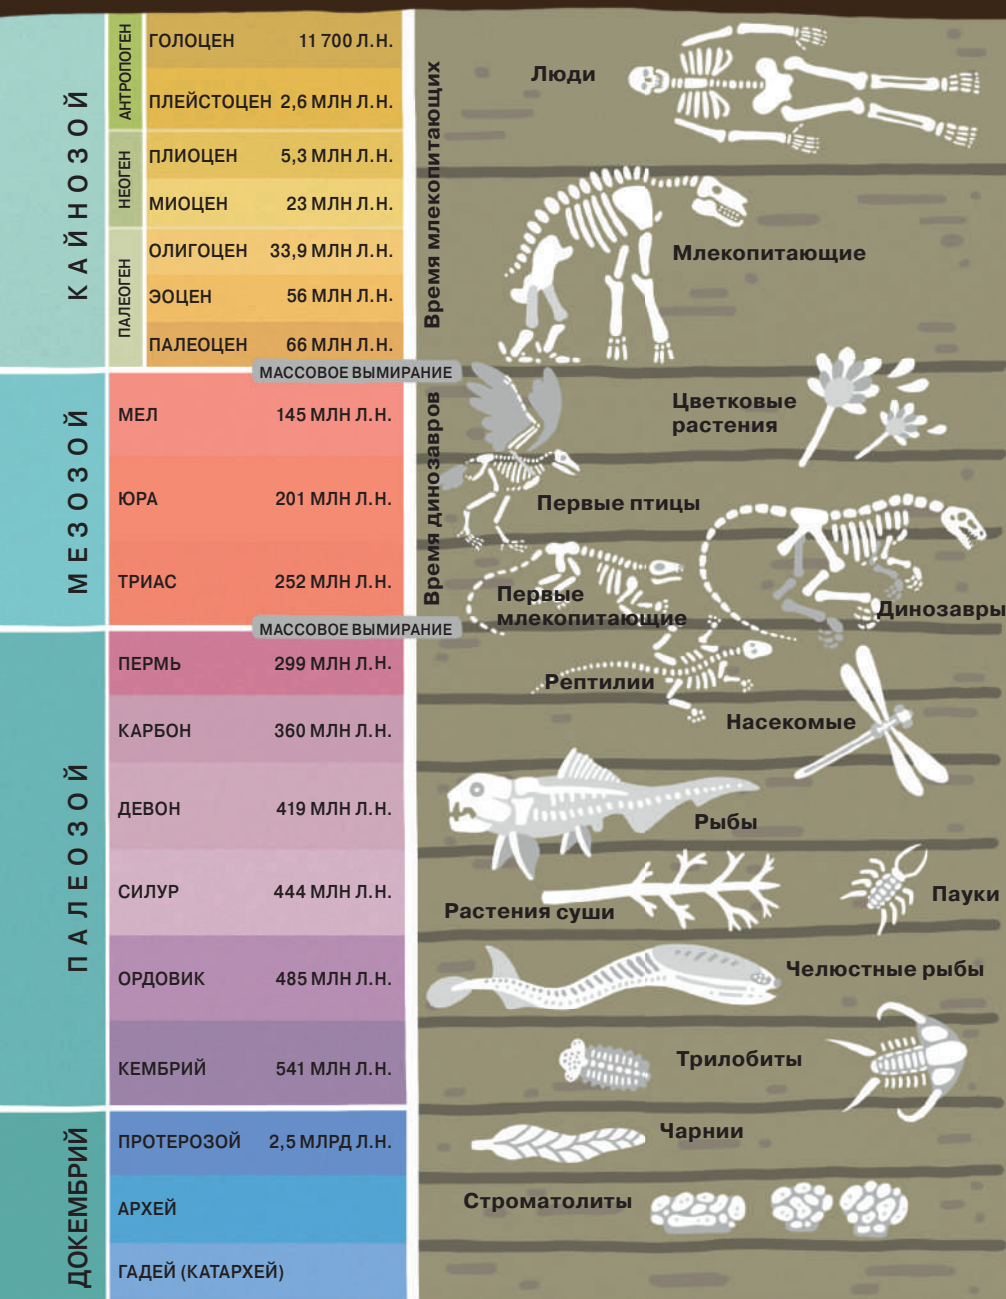 КАЙНОЗОЙ
АНТРОПОГЕН
ГОЛОЦЕН 11 700 Л.Н.
ПЛЕЙСТОЦЕН 2,6 МЛН Л.Н.
НЕОГЕН
ПЛИОЦЕН 5,3 МЛН Л.Н.
МИОЦЕН 23 МЛН Л.Н.
ПАЛЕОГЕН
ОЛИГОЦЕН 33,9 МЛН Л.Н.
ЭОЦЕН 56 МЛН Л.Н.
ПАЛЕОЦЕН 66 МЛН Л.Н.
Время млекопитающих
Люди
Млекопитающие
МАССОВОЕ ВЫМИРАНИЕ
МЕЗОЗОЙ
МЕЛ 145 МЛН Л.Н.
ЮРА 201 МЛН Л.Н.
ТРИАС 252 МЛН Л.Н.
Время динозавров
Цветковые
растения
Первые птицы
Первые
млекопитающие
Динозавры
МАССОВОЕ ВЫМИРАНИЕ
ПАЛЕОЗОЙ
ПЕРМЬ 299 МЛН Л.Н.
КАРБОН 360 МЛН Л.Н.
ДЕВОН 419 МЛН Л.Н.
СИЛУР 444 МЛН Л.Н.
ОРДОВИК 485 МЛН Л.Н.
КЕМБРИЙ 541 МЛН Л.Н.
Рептилии
Насекомые
Рыбы
Растения суши
Пауки
Челюстные рыбы
Трилобиты
ДОКЕМБРИЙ
ПРОТЕРОЗОЙ 2,5 МЛРД Л.Н.
АРХЕЙ
ГАДЕЙ (КАТАРХЕЙ)
Чарнии
Строматолиты